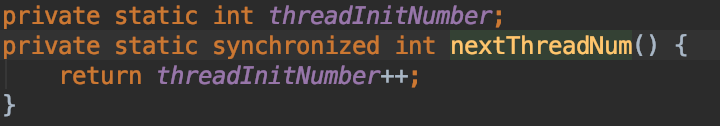 private static int threadInitNumber;
private static synchronized int nextThreadNum() {
    return threadInitNumber++;
}